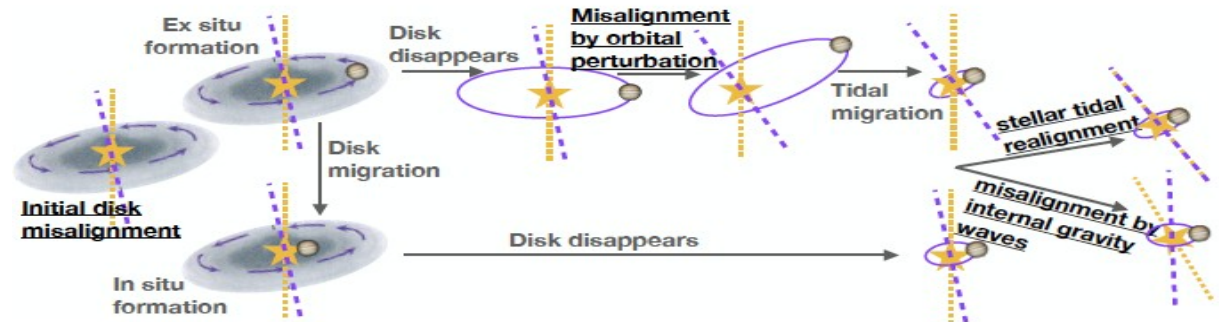 Ex situ
formation
Disk
disappears
Misalignment
by orbital
perturbation
Tidal
migration
Disk
migration
Initial disk
misalignment
In situ
formation
Disk disappears
stellar tidal
realignment
misalignment by
internal gravity
waves